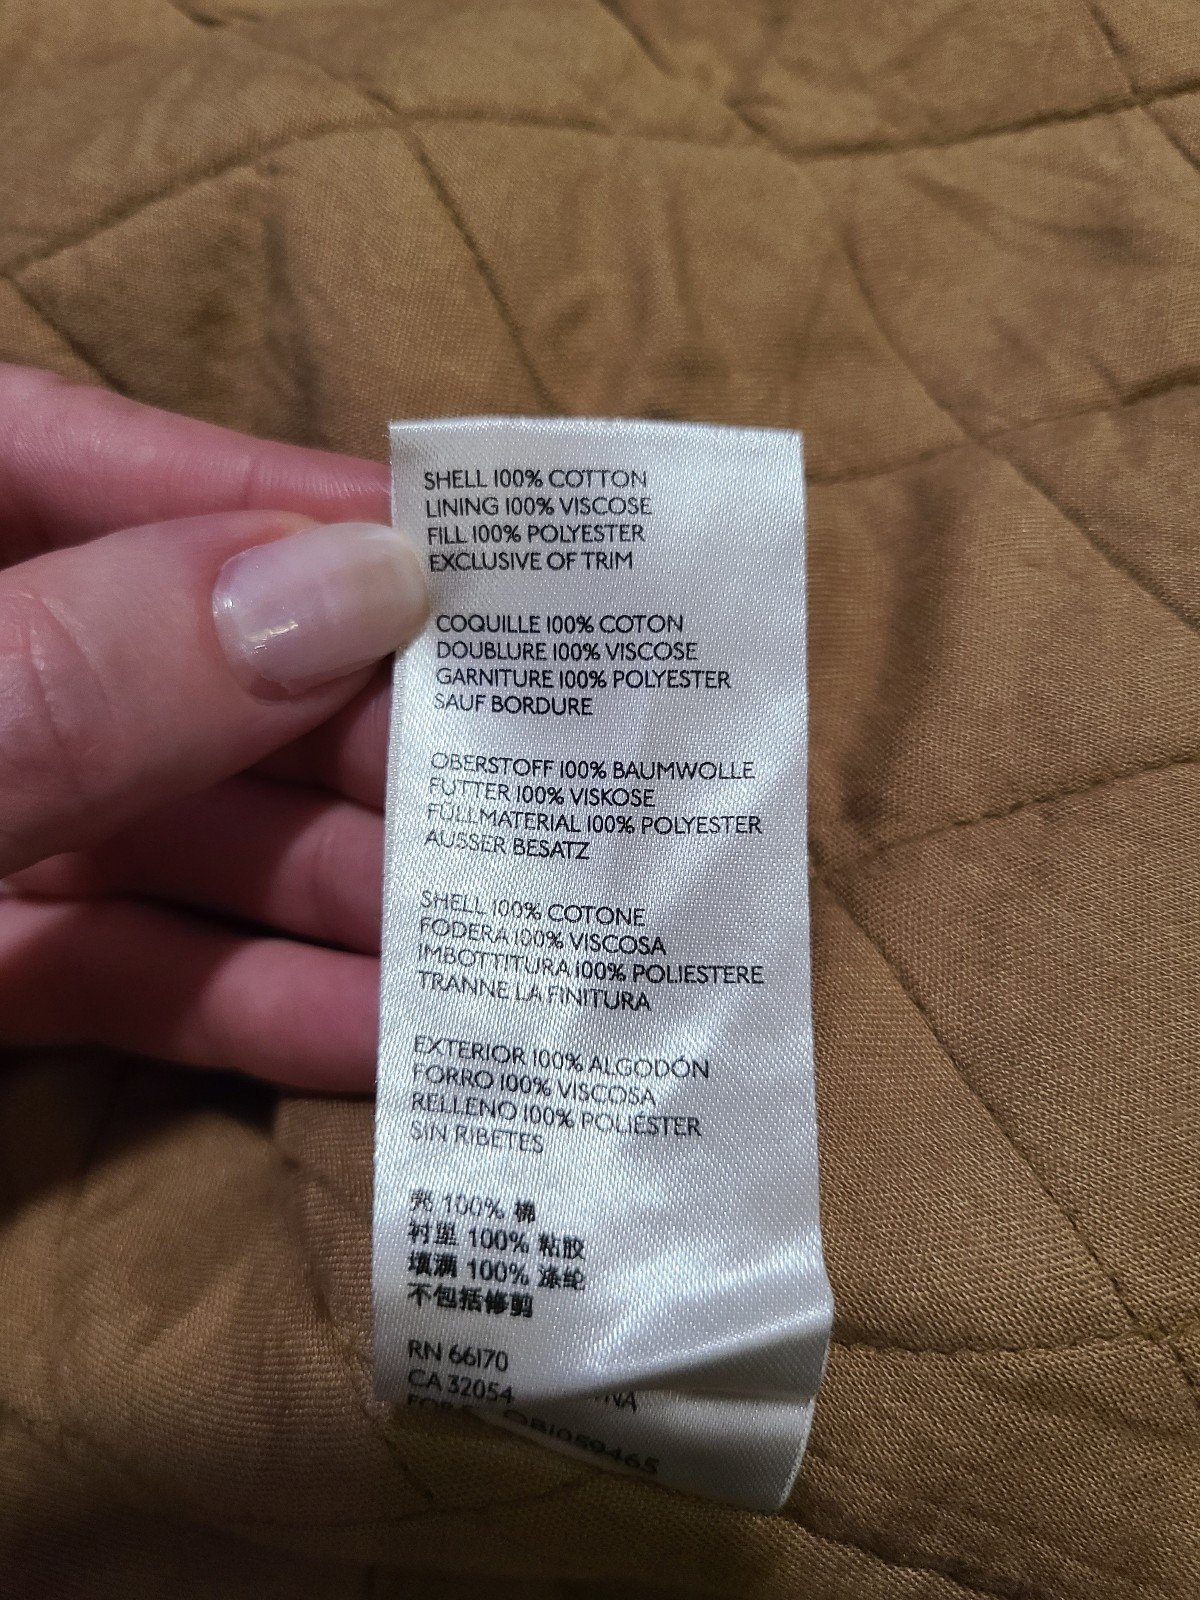 SHELL 100% COTTON
LINING 100% VISCOSE
FILL 100% POLYESTER
EXCLUSIVE OF TRIM
COQUILLE 100% COTON
DOUBLURE 100% VISCOSE
GARNITURE 100% POLYESTER
SAUF BORDURE
OBERSTOFF 100% BAUMWOLLE
FUTTER 100% VISKOSE
FÜLLMATERIAL 100% POLYESTER
AUSSER BESATZ
SHELL 100% COTONE
FODERA 100% VISCOSA
IMBOTTITURA 100% POLIESTERE
TRANNE LA FINITURA
EXTERIOR 100% ALGODÓN
FORRO 100% VISCOSA
RELLENO 100% POLIÉSTER
SIN RIBETES
壳 100% 棉
衬里 100% 粘胶
填满 100% 涤纶
不包括修剪
RN 66170
CA 32054
OB1059465